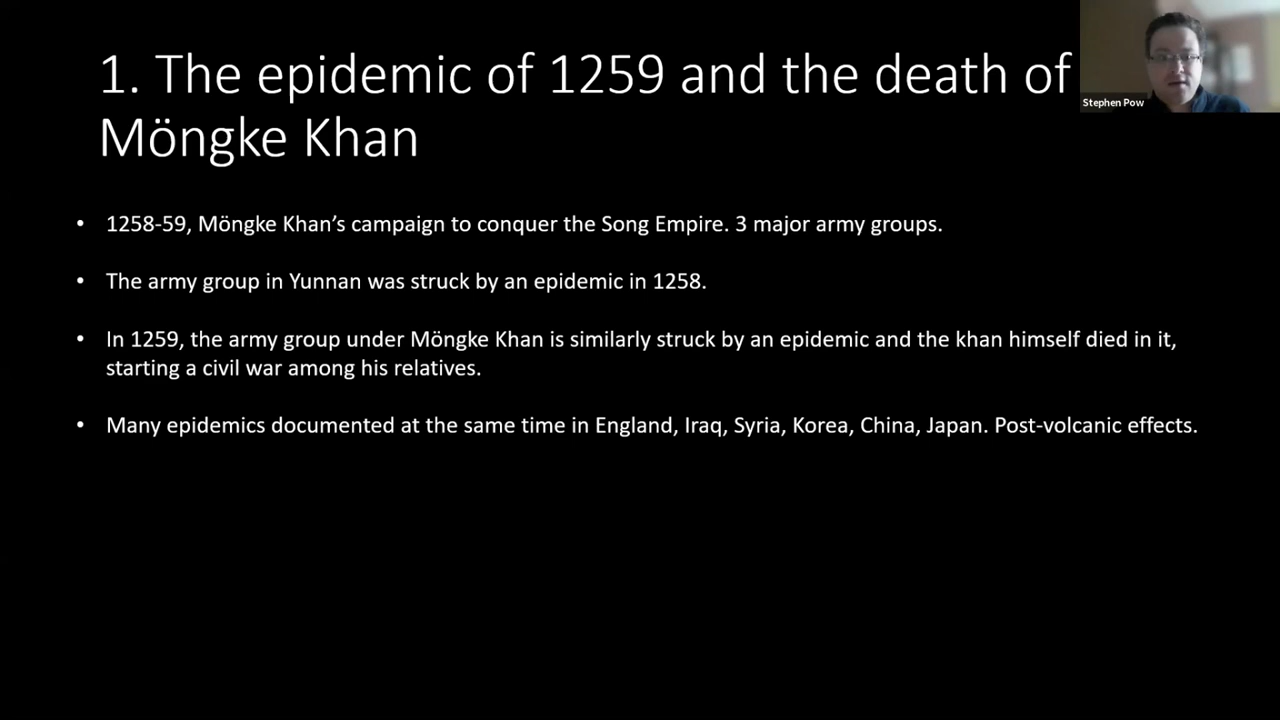 1. The epidemic of 1259 and the death of
Möngke Khan
Stephen Pow
• 1258-59, Möngke Khan’s campaign to conquer the Song Empire. 3 major army groups.
• The army group in Yunnan was struck by an epidemic in 1258.
• In 1259, the army group under Möngke Khan is similarly struck by an epidemic and the khan himself died in it,
starting a civil war among his relatives.
• Many epidemics documented at the same time in England, Iraq, Syria, Korea, China, Japan. Post-volcanic effects.